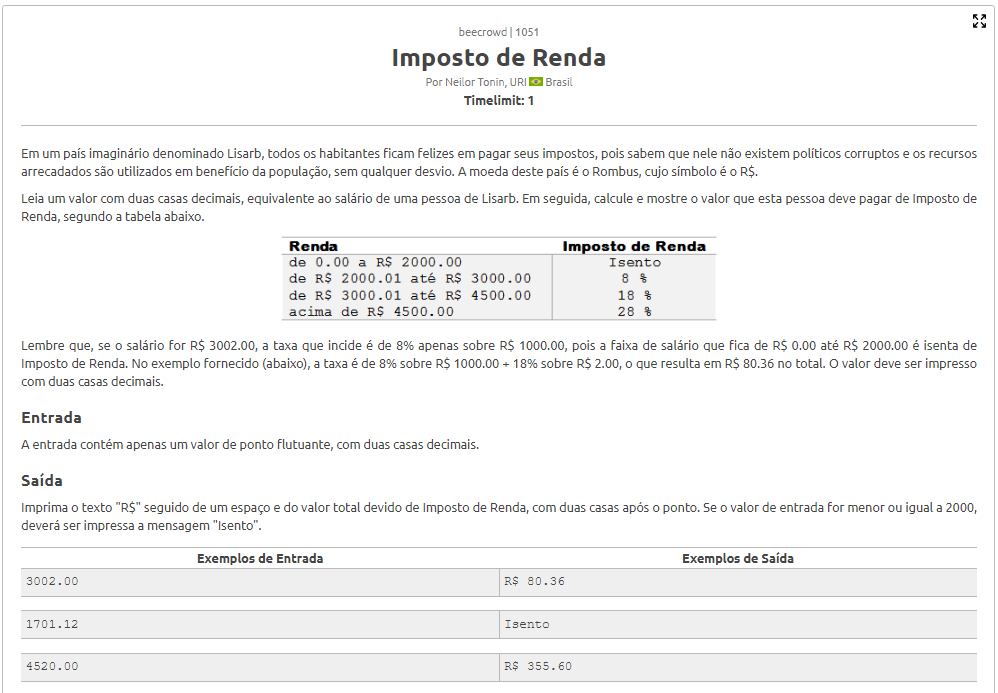 beecrowd | 1051
Imposto de Renda
Por Neilor Tonin, URI Brasil
Timelimit: 1
Em um país imaginário denominado Lisarb, todos os habitantes ficam felizes em pagar seus impostos, pois sabem que nele não existem políticos corruptos e os recursos
arrecadados são utilizados em benefício da população, sem qualquer desvio. A moeda deste país é o Rombus, cujo símbolo é o R$.
Leia um valor com duas casas decimais, equivalente ao salário de uma pessoa de Lisarb. Em seguida, calcule e mostre o valor que esta pessoa deve pagar de Imposto de
Renda, segundo a tabela abaixo.
Renda Imposto de Renda
de 0.00 a R$ 2000.00 Isento
de R$ 2000.01 até R$ 3000.00 8 %
de R$ 3000.01 até R$ 4500.00 18 %
acima de R$ 4500.00 28 %
Lembre que, se o salário for R$ 3002.00, a taxa que incide é de 8% apenas sobre R$ 1000.00, pois a faixa de salário que fica de R$ 0.00 até R$ 2000.00 é isenta de
Imposto de Renda. No exemplo fornecido (abaixo), a taxa é de 8% sobre R$ 1000.00 + 18% sobre R$ 2.00, o que resulta em R$ 80.36 no total. O valor deve ser impresso
com duas casas decimais.
Entrada
A entrada contém apenas um valor de ponto flutuante, com duas casas decimais.
Saída
Imprima o texto "R$" seguido de um espaço e do valor total devido de Imposto de Renda, com duas casas após o ponto. Se o valor de entrada for menor ou igual a 2000,
deverá ser impressa a mensagem "Isento".
Exemplos de Entrada Exemplos de Saída
3002.00 R$ 80.36
1701.12 Isento
4520.00 R$ 355.60